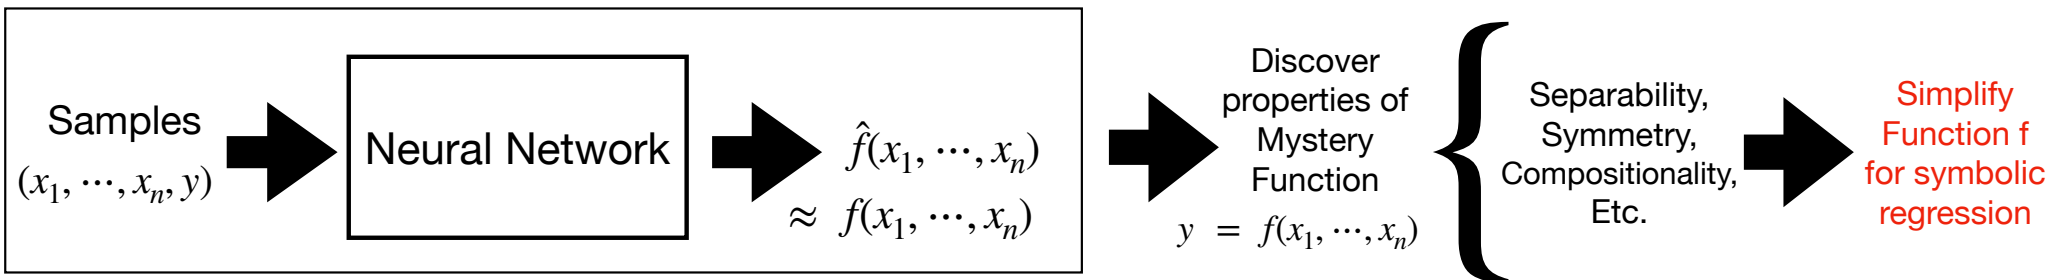 Samples
(x₁, ⋯, xₙ, y)
Neural Network
f̂(x₁, ⋯, xₙ)
≈ f(x₁, ⋯, xₙ)
Discover
properties of
Mystery
Function
y = f(x₁, ⋯, xₙ)
Separability,
Symmetry,
Compositionality,
Etc.
Simplify
Function f
for symbolic
regression